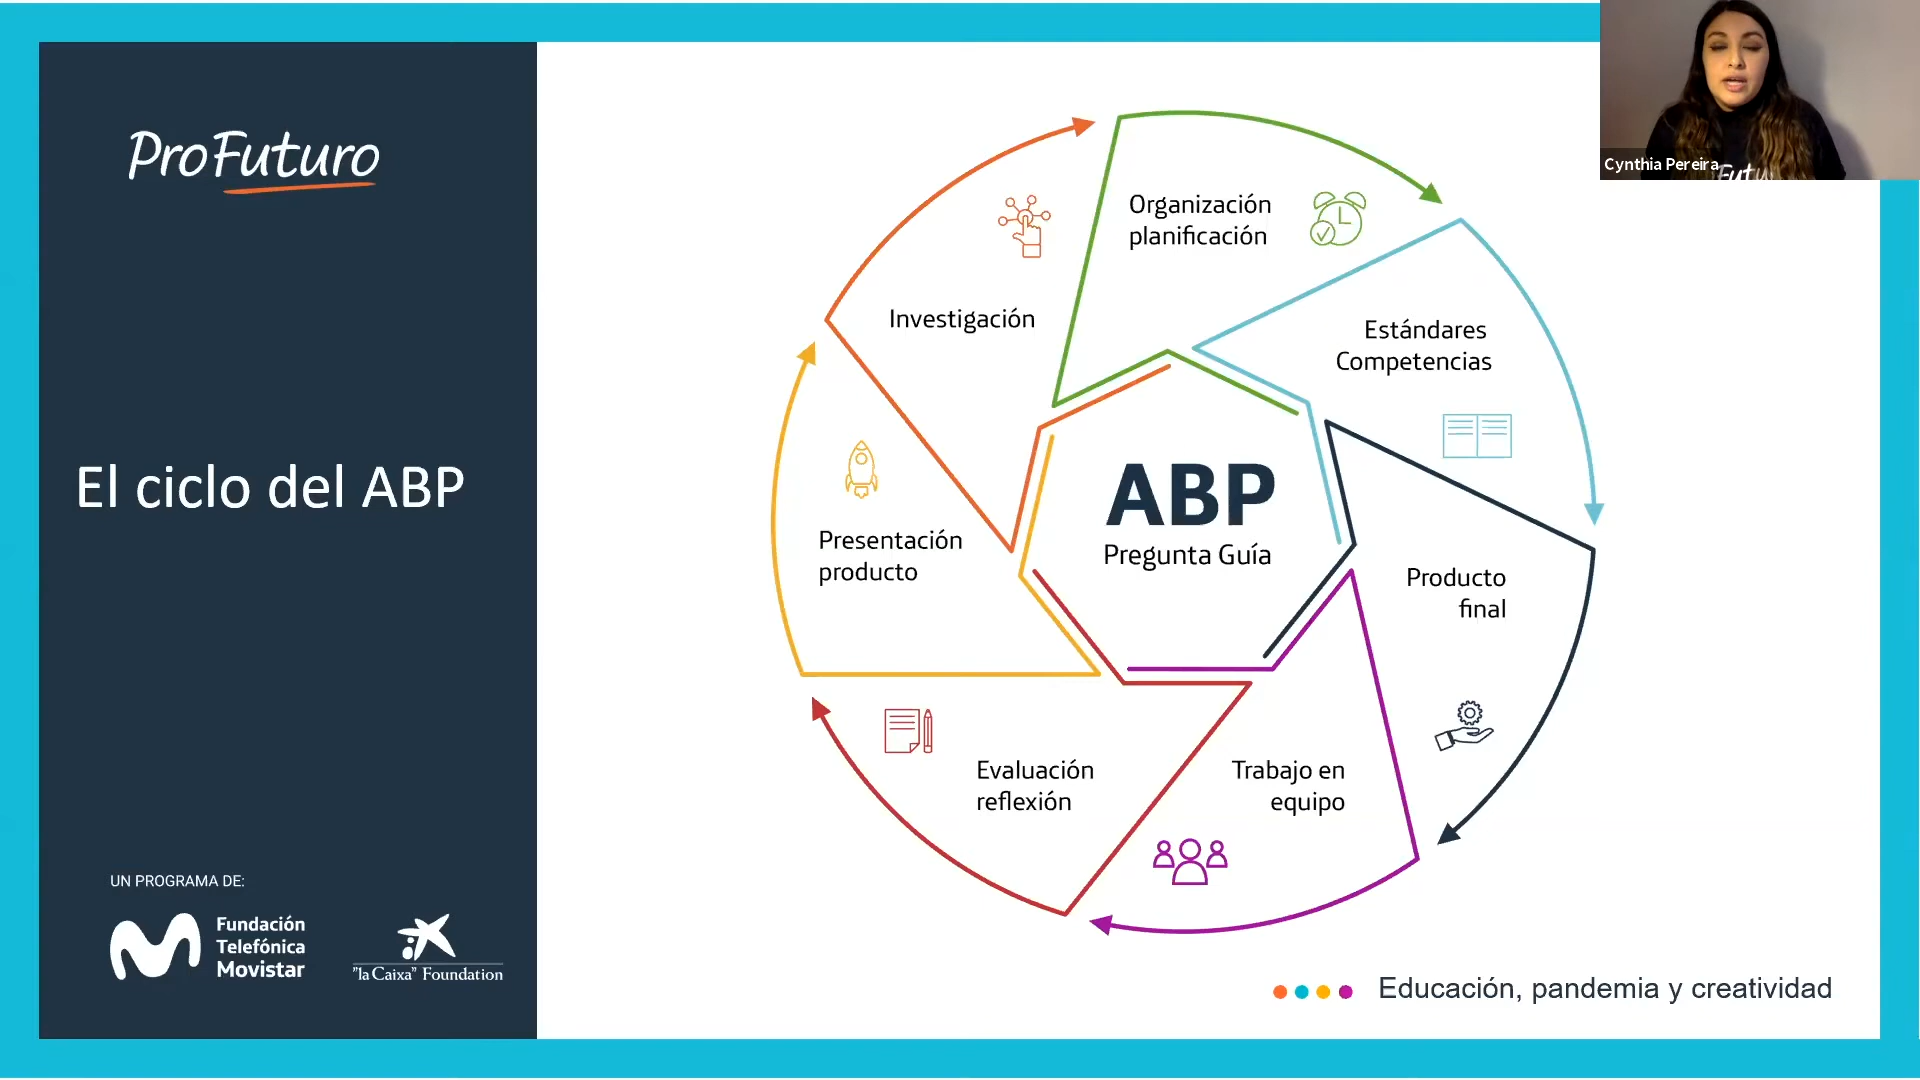 ProFuturo
El ciclo del ABP
UN PROGRAMA DE:
Fundación
Telefónica
Movistar
"la Caixa" Foundation
Organización
planificación
Investigación
Estándares
Competencias
ABP
Pregunta Guía
Presentación
producto
Producto
final
Evaluación
reflexión
Trabajo en
equipo
Educación, pandemia y creatividad
Cynthia Pereira